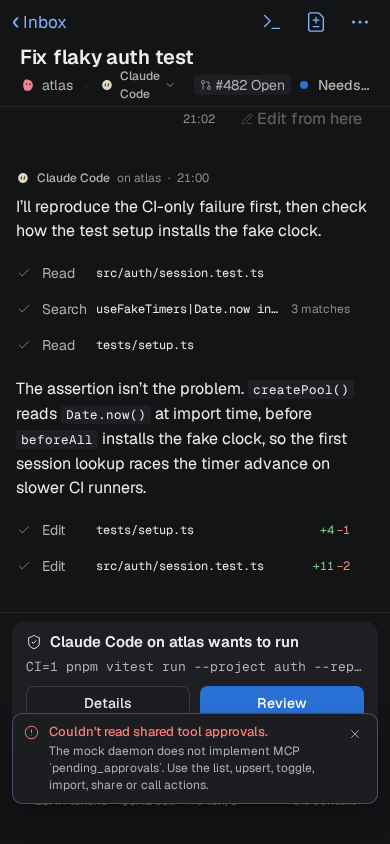 Inbox
Fix flaky auth test
atlas · Claude Code #482 Open Needs…
21:02 Edit from here
Claude Code on atlas · 21:00
I'll reproduce the CI-only failure first, then check
how the test setup installs the fake clock.
Read src/auth/session.test.ts
Search useFakeTimers|Date.now in… 3 matches
Read tests/setup.ts
The assertion isn't the problem. createPool()
reads Date.now() at import time, before
beforeAll installs the fake clock, so the first
session lookup races the timer advance on
slower CI runners.
Edit tests/setup.ts +4 −1
Edit src/auth/session.test.ts +11 −2
Claude Code on atlas wants to run
CI=1 pnpm vitest run --project auth --rep…
Details Review
Couldn't read shared tool approvals.
The mock daemon does not implement MCP
`pending_approvals`. Use the list, upsert, toggle,
import, share or call actions.